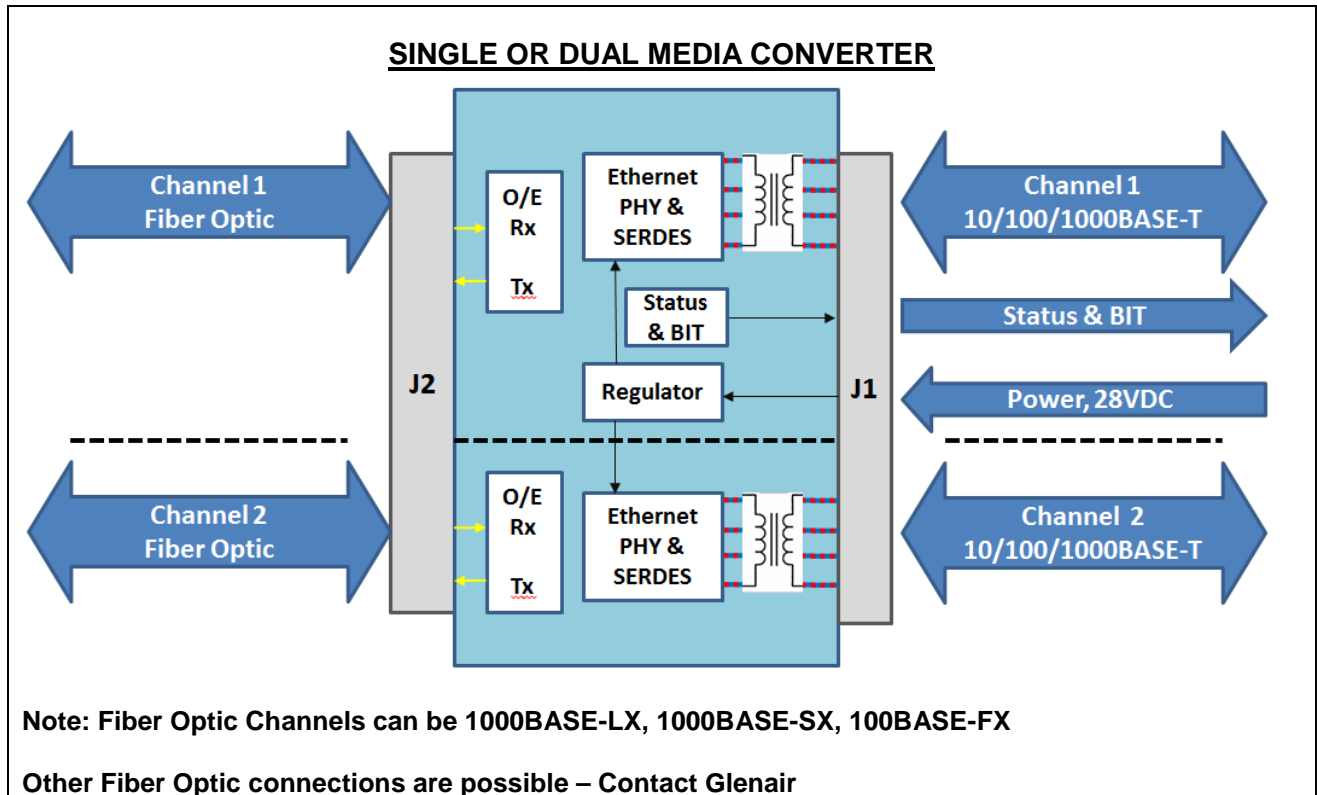 SINGLE OR DUAL MEDIA CONVERTER
Channel 1
Fiber Optic
J2
O/E
Rx
Tx
Ethernet
PHY &
SERDES
Status
& BIT
Regulator
J1
Channel 1
10/100/1000BASE-T
Status & BIT
Power, 28VDC
Channel 2
Fiber Optic
O/E
Rx
Tx
Ethernet
PHY &
SERDES
Channel 2
10/100/1000BASE-T
Note: Fiber Optic Channels can be 1000BASE-LX, 1000BASE-SX, 100BASE-FX
Other Fiber Optic connections are possible – Contact Glenair